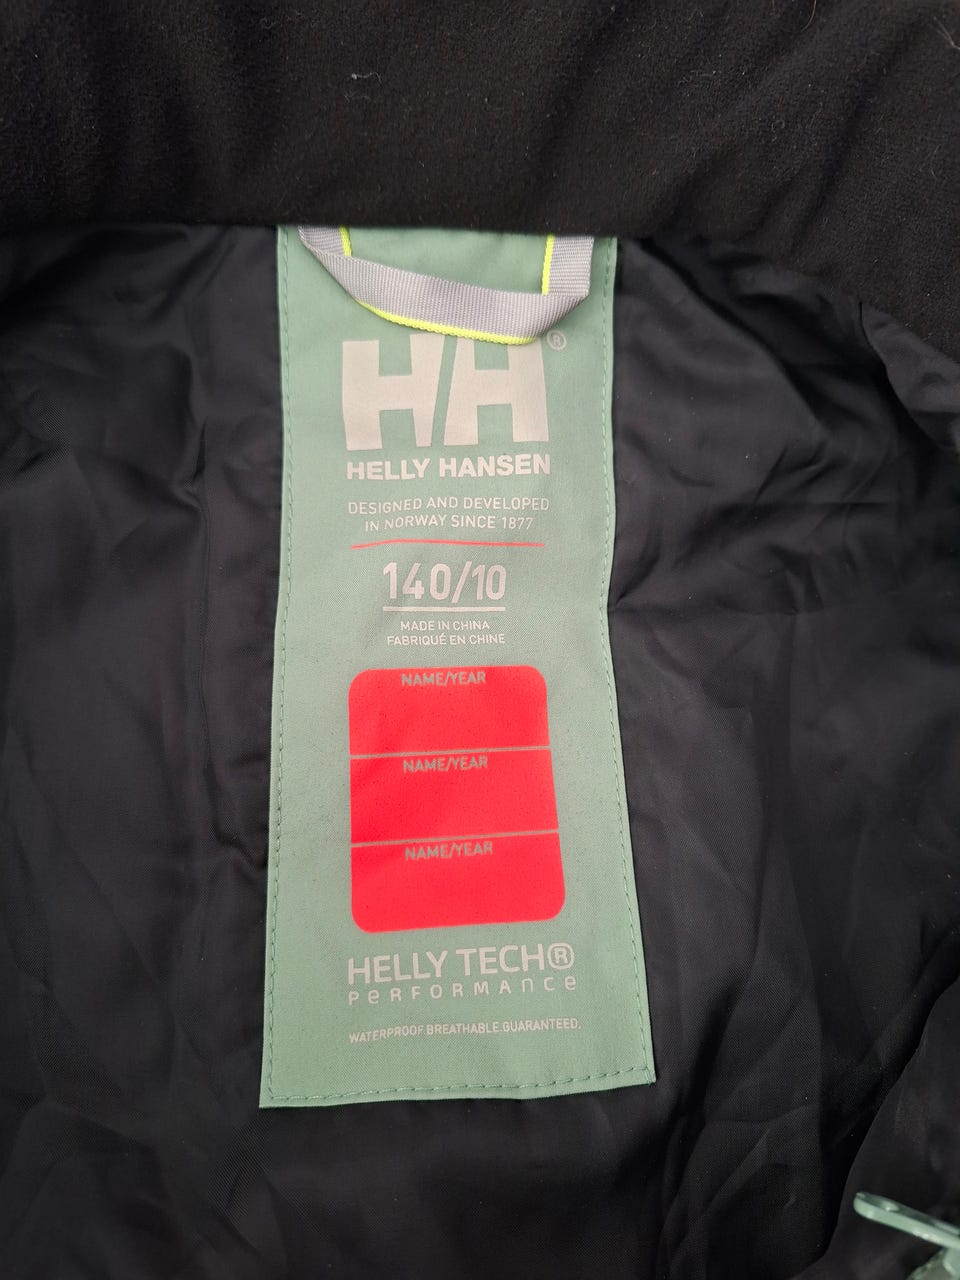 HH®
HELLY HANSEN
DESIGNED AND DEVELOPED
IN NORWAY SINCE 1877
140/10
MADE IN CHINA
FABRIQUÉ EN CHINE
NAME/YEAR
NAME/YEAR
NAME/YEAR
HELLY TECH®
PERFORMANCE
WATERPROOF.BREATHABLE.GUARANTEED.